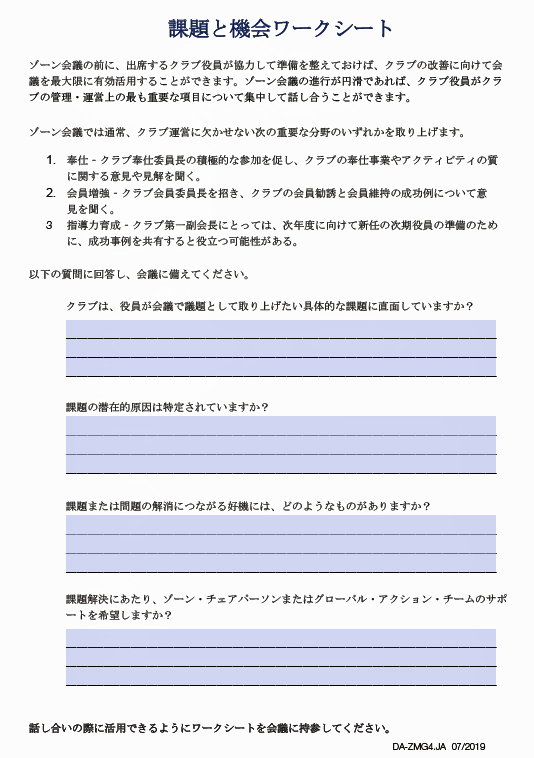 課題と機会ワークシート
ゾーン会議の前に、出席するクラブ役員が協力して準備を整えておけば、クラブの改善に向けて会
議を最大限に有効活用することができます。ゾーン会議の進行が円滑であれば、クラブ役員がクラ
ブの管理・運営上の最も重要な項目について集中して話し合うことができます。
ゾーン会議では通常、クラブ運営に欠かせない次の重要な分野のいずれかを取り上げます。
1. 奉仕 - クラブ奉仕委員長の積極的な参加を促し、クラブの奉仕事業やアクティビティの質
に関する意見や見解を聞く。
2. 会員増強 - クラブ会員委員長を招き、クラブの会員勧誘と会員維持の成功例について意
見を聞く。
3 指導力育成 - クラブ第一副会長にとっては、次年度に向けて新任の次期役員の準備のため
に、成功事例を共有すると役立つ可能性がある。
以下の質問に回答し、会議に備えてください。
クラブは、役員が会議で議題として取り上げたい具体的な課題に直面していますか？
課題の潜在的原因は特定されていますか？
課題または問題の解消につながる好機には、どのようなものがありますか？
課題解決にあたり、ゾーン・チェアパーソンまたはグローバル・アクション・チームのサポ
ートを希望しますか？
話し合いの際に活用できるようにワークシートを会議に持参してください。
DA-ZMG4.JA 07/2019